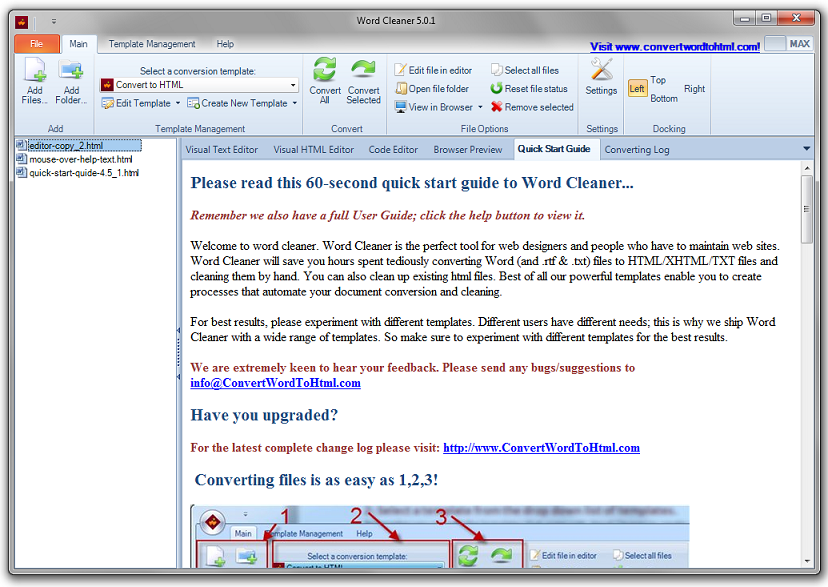 Word Cleaner 5.0.1
File Main Template Management Help
Visit www.convertwordtohtml.com! MAX
Add Files... Add Folder...
Add
Select a conversion template:
Convert to HTML
Edit Template Create New Template
Template Management
Convert All Convert Selected
Convert
Edit file in editor Select all files
Open file folder Reset file status
View in Browser Remove selected
File Options
Settings
Settings
Left Top Bottom Right
Docking
editor-copy_2.html
mouse-over-help-text.html
quick-start-guide-4.5_1.html
Visual Text Editor Visual HTML Editor Code Editor Browser Preview Quick Start Guide Converting Log
Please read this 60-second quick start guide to Word Cleaner...
Remember we also have a full User Guide; click the help button to view it.
Welcome to word cleaner. Word Cleaner is the perfect tool for web designers and people who have to maintain web sites.
Word Cleaner will save you hours spent tediously converting Word (and .rtf & .txt) files to HTML/XHTML/TXT files and
cleaning them by hand. You can also clean up existing html files. Best of all our powerful templates enable you to create
processes that automate your document conversion and cleaning.
For best results, please experiment with different templates. Different users have different needs; this is why we ship Word
Cleaner with a wide range of templates. So make sure to experiment with different templates for the best results.
We are extremely keen to hear your feedback. Please send any bugs/suggestions to
info@ConvertWordToHtml.com
Have you upgraded?
For the latest complete change log please visit: http://www.ConvertWordToHtml.com
Converting files is as easy as 1,2,3!
1 2 3
Main Template Management Help
Select a conversion template:
Edit file in editor Select all files
Convert to HTML